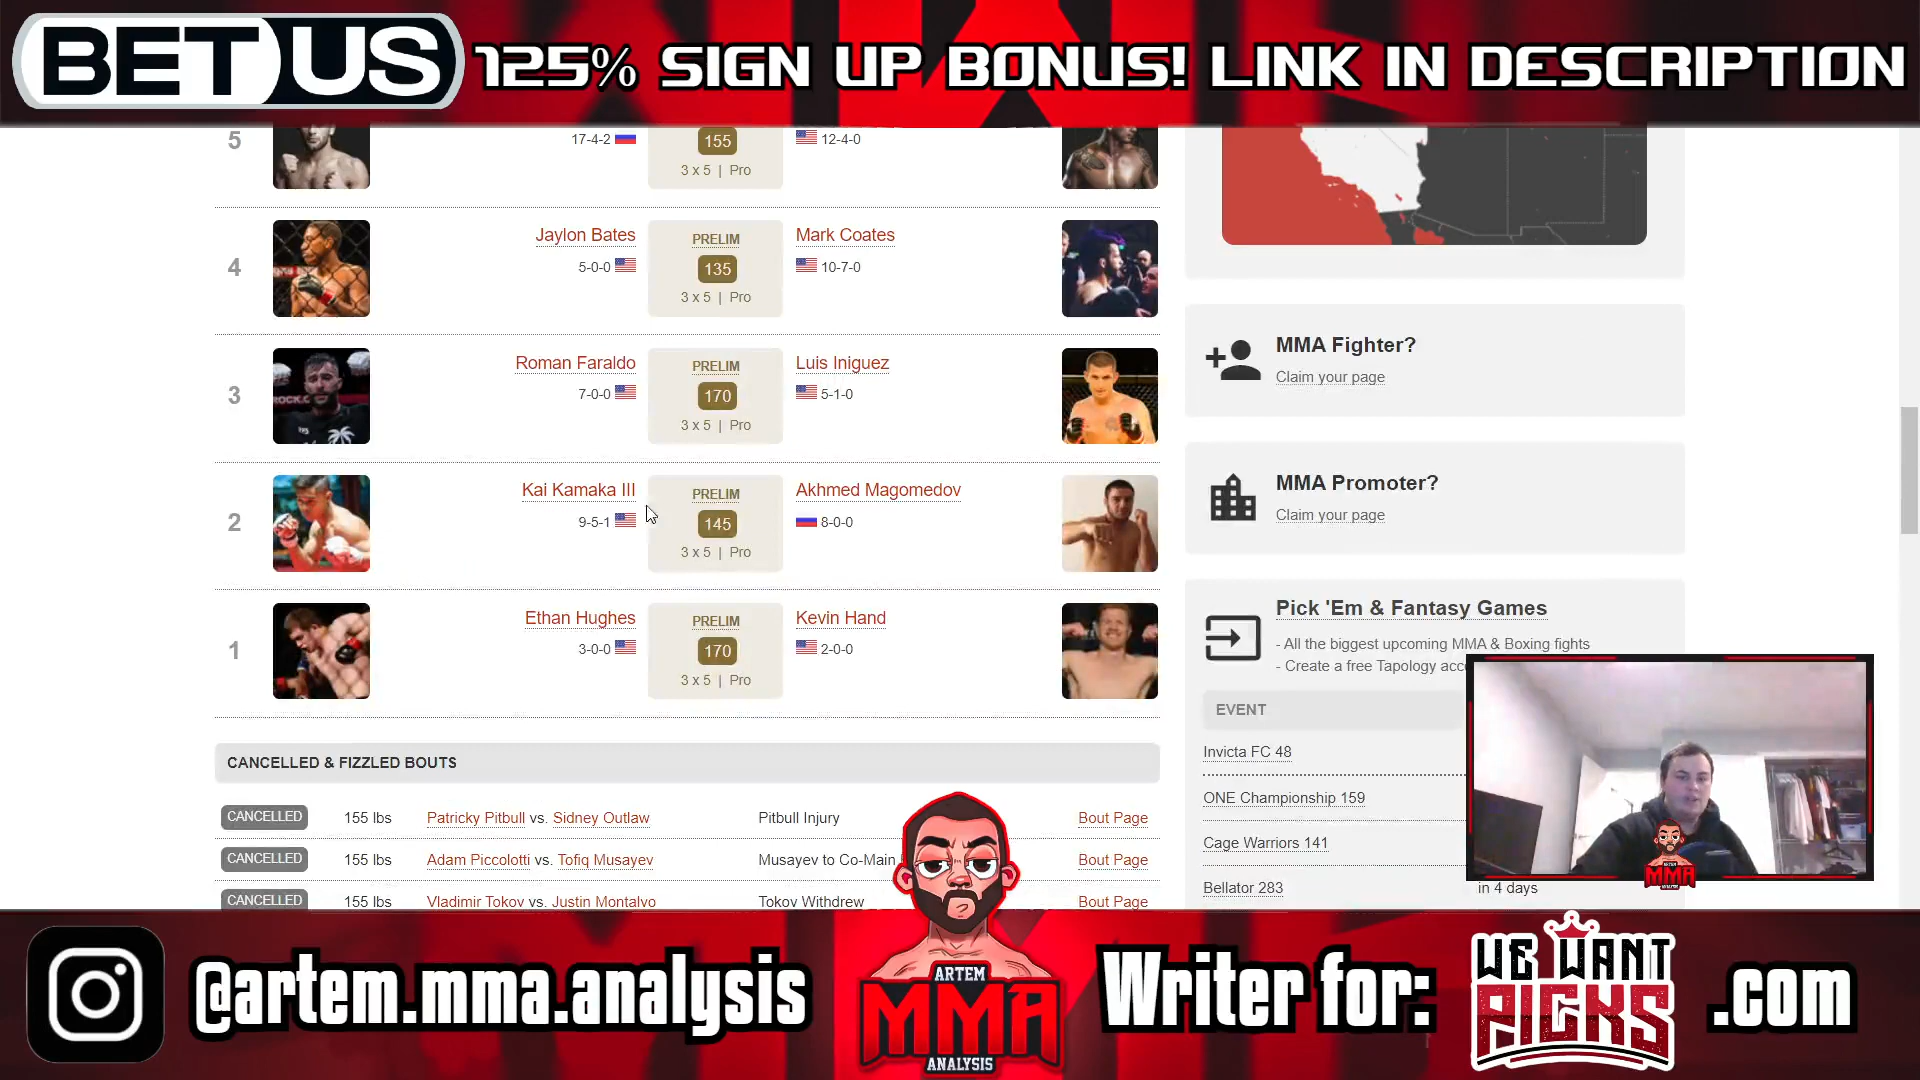 BETUS 125% SIGN UP BONUS! LINK IN DESCRIPTION
5
17-4-2
155
12-4-0
3 x 5 | Pro
4
Jaylon Bates
PRELIM
Mark Coates
5-0-0
135
10-7-0
3 x 5 | Pro
3
Roman Faraldo
PRELIM
Luis Iniguez
7-0-0
170
5-1-0
3 x 5 | Pro
2
Kai Kamaka III
PRELIM
Akhmed Magomedov
9-5-1
145
8-0-0
3 x 5 | Pro
1
Ethan Hughes
PRELIM
Kevin Hand
3-0-0
170
2-0-0
3 x 5 | Pro
CANCELLED & FIZZLED BOUTS
CANCELLED 155 lbs Patricky Pitbull vs. Sidney Outlaw Pitbull Injury Bout Page
CANCELLED 155 lbs Adam Piccolotti vs. Tofiq Musayev Musayev to Co-Main Bout Page
CANCELLED 155 lbs Vladimir Tokov vs. Justin Montalvo Tokov Withdrew Bout Page
MMA Fighter?
Claim your page
MMA Promoter?
Claim your page
Pick 'Em & Fantasy Games
- All the biggest upcoming MMA & Boxing fights
- Create a free Tapology
EVENT
Invicta FC 48
ONE Championship 159
Cage Warriors 141
Bellator 283
in 4 days
ARTEM
MMA
ANALYSIS
@artem.mma.analysis
ARTEM
MMA
ANALYSIS
Writer for:
WE WANT
PICKS
.com